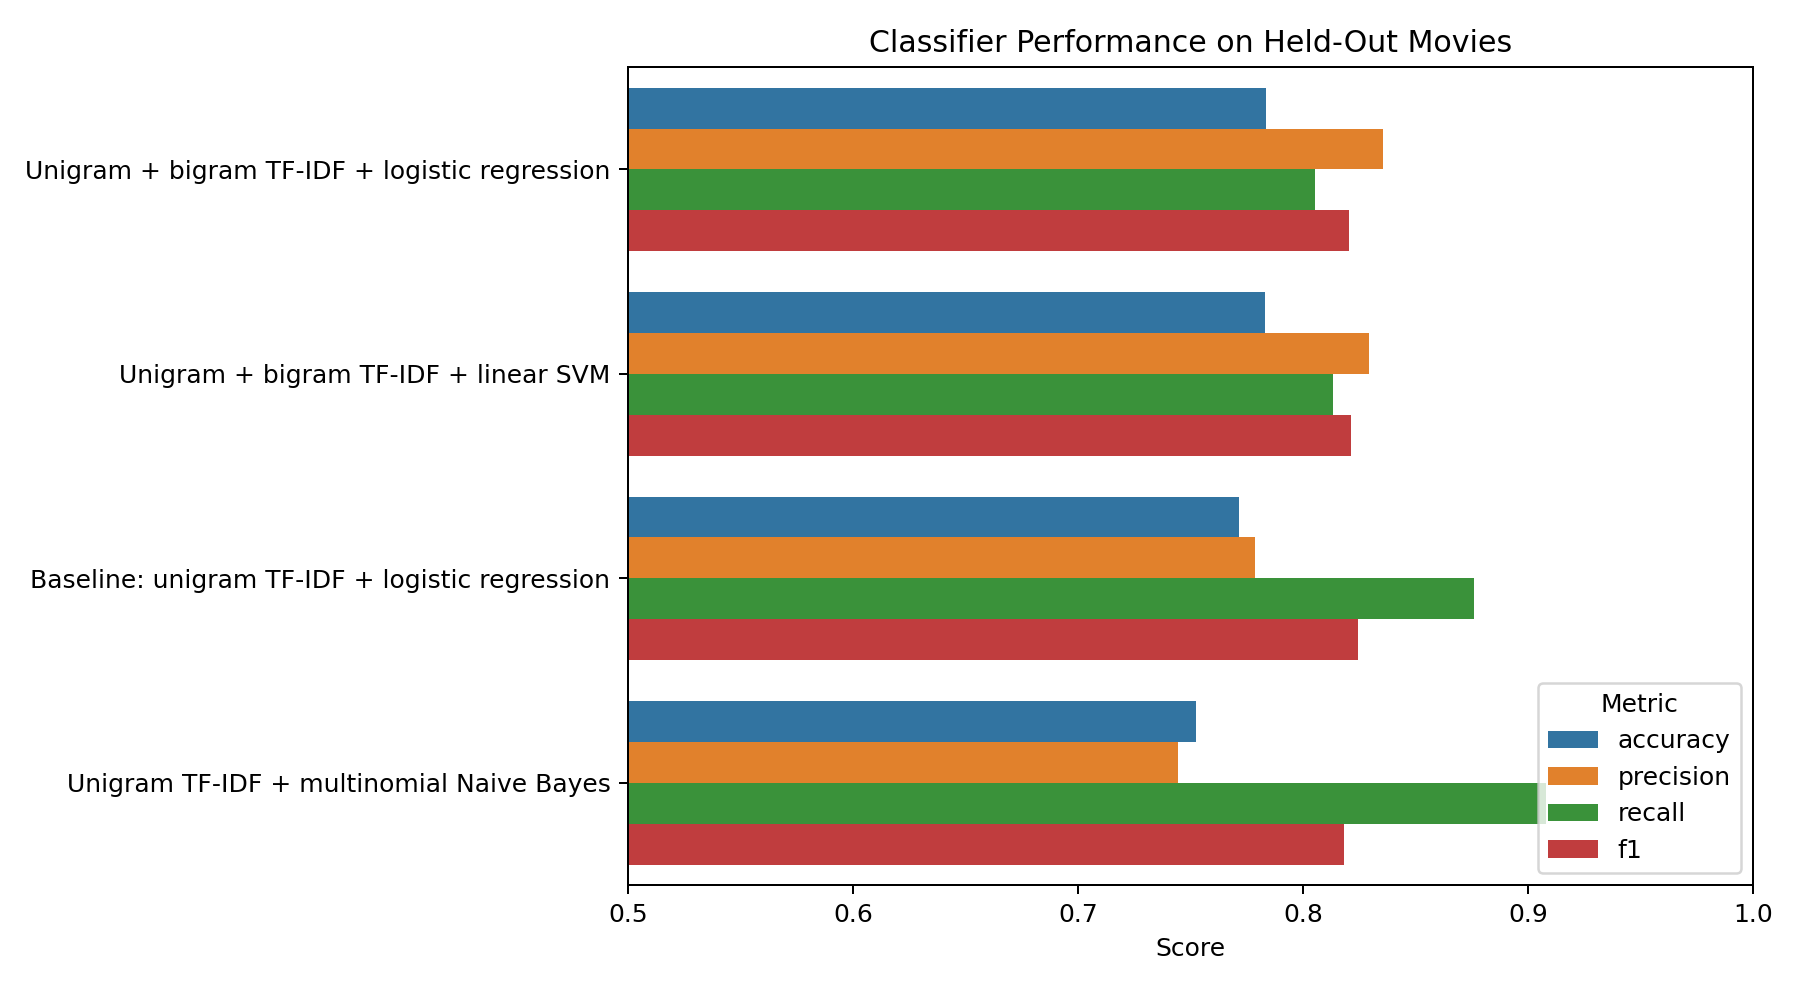 Classifier Performance on Held-Out Movies
Unigram + bigram TF-IDF + logistic regression
Unigram + bigram TF-IDF + linear SVM
Baseline: unigram TF-IDF + logistic regression
Unigram TF-IDF + multinomial Naive Bayes
Metric
accuracy
precision
recall
f1
0.5 0.6 0.7 0.8 0.9 1.0
Score